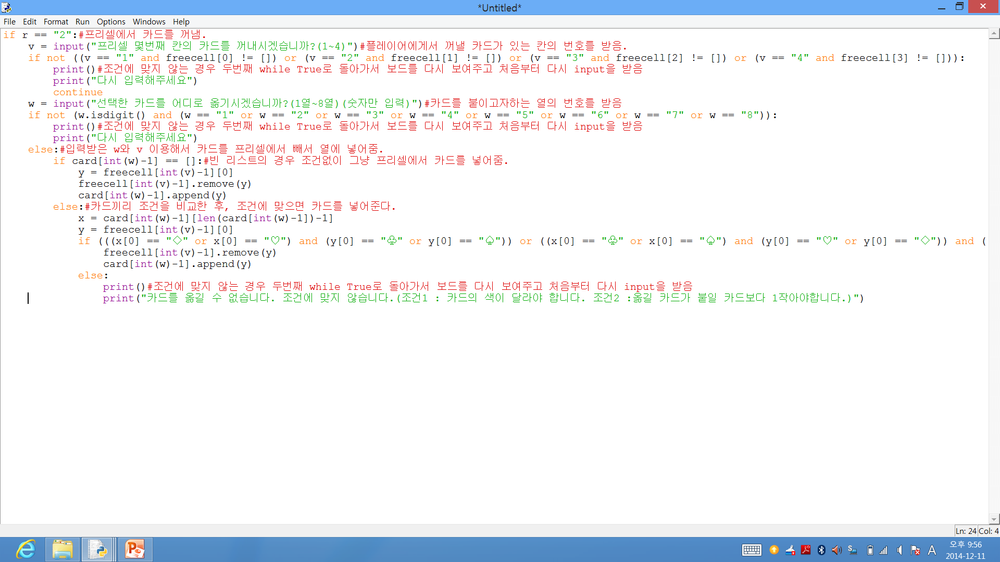 *Untitled*
File Edit Format Run Options Windows Help
if r == "2":#프리셀에서 카드를 꺼냄.
    v = input("프리셀 몇번째 칸의 카드를 꺼내시겠습니까?(1~4)")#플레이어에게서 꺼낼 카드가 있는 칸의 번호를 받음.
    if not ((v == "1" and freecell[0] != []) or (v == "2" and freecell[1] != []) or (v == "3" and freecell[2] != []) or (v == "4" and freecell[3] != [])):
        print()#조건에 맞지 않는 경우 두번째 while True로 돌아가서 보드를 다시 보여주고 처음부터 다시 input을 받음
        print("다시 입력해주세요")
        continue
    w = input("선택한 카드를 어디로 옮기시겠습니까?(1열~8열)(숫자만 입력)")#카드를 붙이고자하는 열의 번호를 받음
    if not (w.isdigit() and (w == "1" or w == "2" or w == "3" or w == "4" or w == "5" or w == "6" or w == "7" or w == "8")):
        print()#조건에 맞지 않는 경우 두번째 while True로 돌아가서 보드를 다시 보여주고 처음부터 다시 input을 받음
        print("다시 입력해주세요")
    else:#입력받은 w와 v 이용해서 카드를 프리셀에서 빼서 열에 넣어줌.
        if card[int(w)-1] == []:#빈 리스트의 경우 조건없이 그냥 프리셀에서 카드를 넣어줌.
            y = freecell[int(v)-1][0]
            freecell[int(v)-1].remove(y)
            card[int(w)-1].append(y)
        else:#카드끼리 조건을 비교한 후, 조건에 맞으면 카드를 넣어준다.
            x = card[int(w)-1][len(card[int(w)-1])-1]
            y = freecell[int(v)-1][0]
            if (((x[0] == "♢" or x[0] == "♡") and (y[0] == "♧" or y[0] == "♤")) or ((x[0] == "♧" or x[0] == "♤") and (y[0] == "♡" or y[0] == "♢")) and (
                freecell[int(v)-1].remove(y)
                card[int(w)-1].append(y)
            else:
                print()#조건에 맞지 않는 경우 두번째 while True로 돌아가서 보드를 다시 보여주고 처음부터 다시 input을 받음
                print("카드를 옮길 수 없습니다. 조건에 맞지 않습니다.(조건1 : 카드의 색이 달라야 합니다. 조건2 :옮길 카드가 붙일 카드보다 1작아야합니다.)")
Ln: 24 Col: 4
A
오후 9:56
2014-12-11